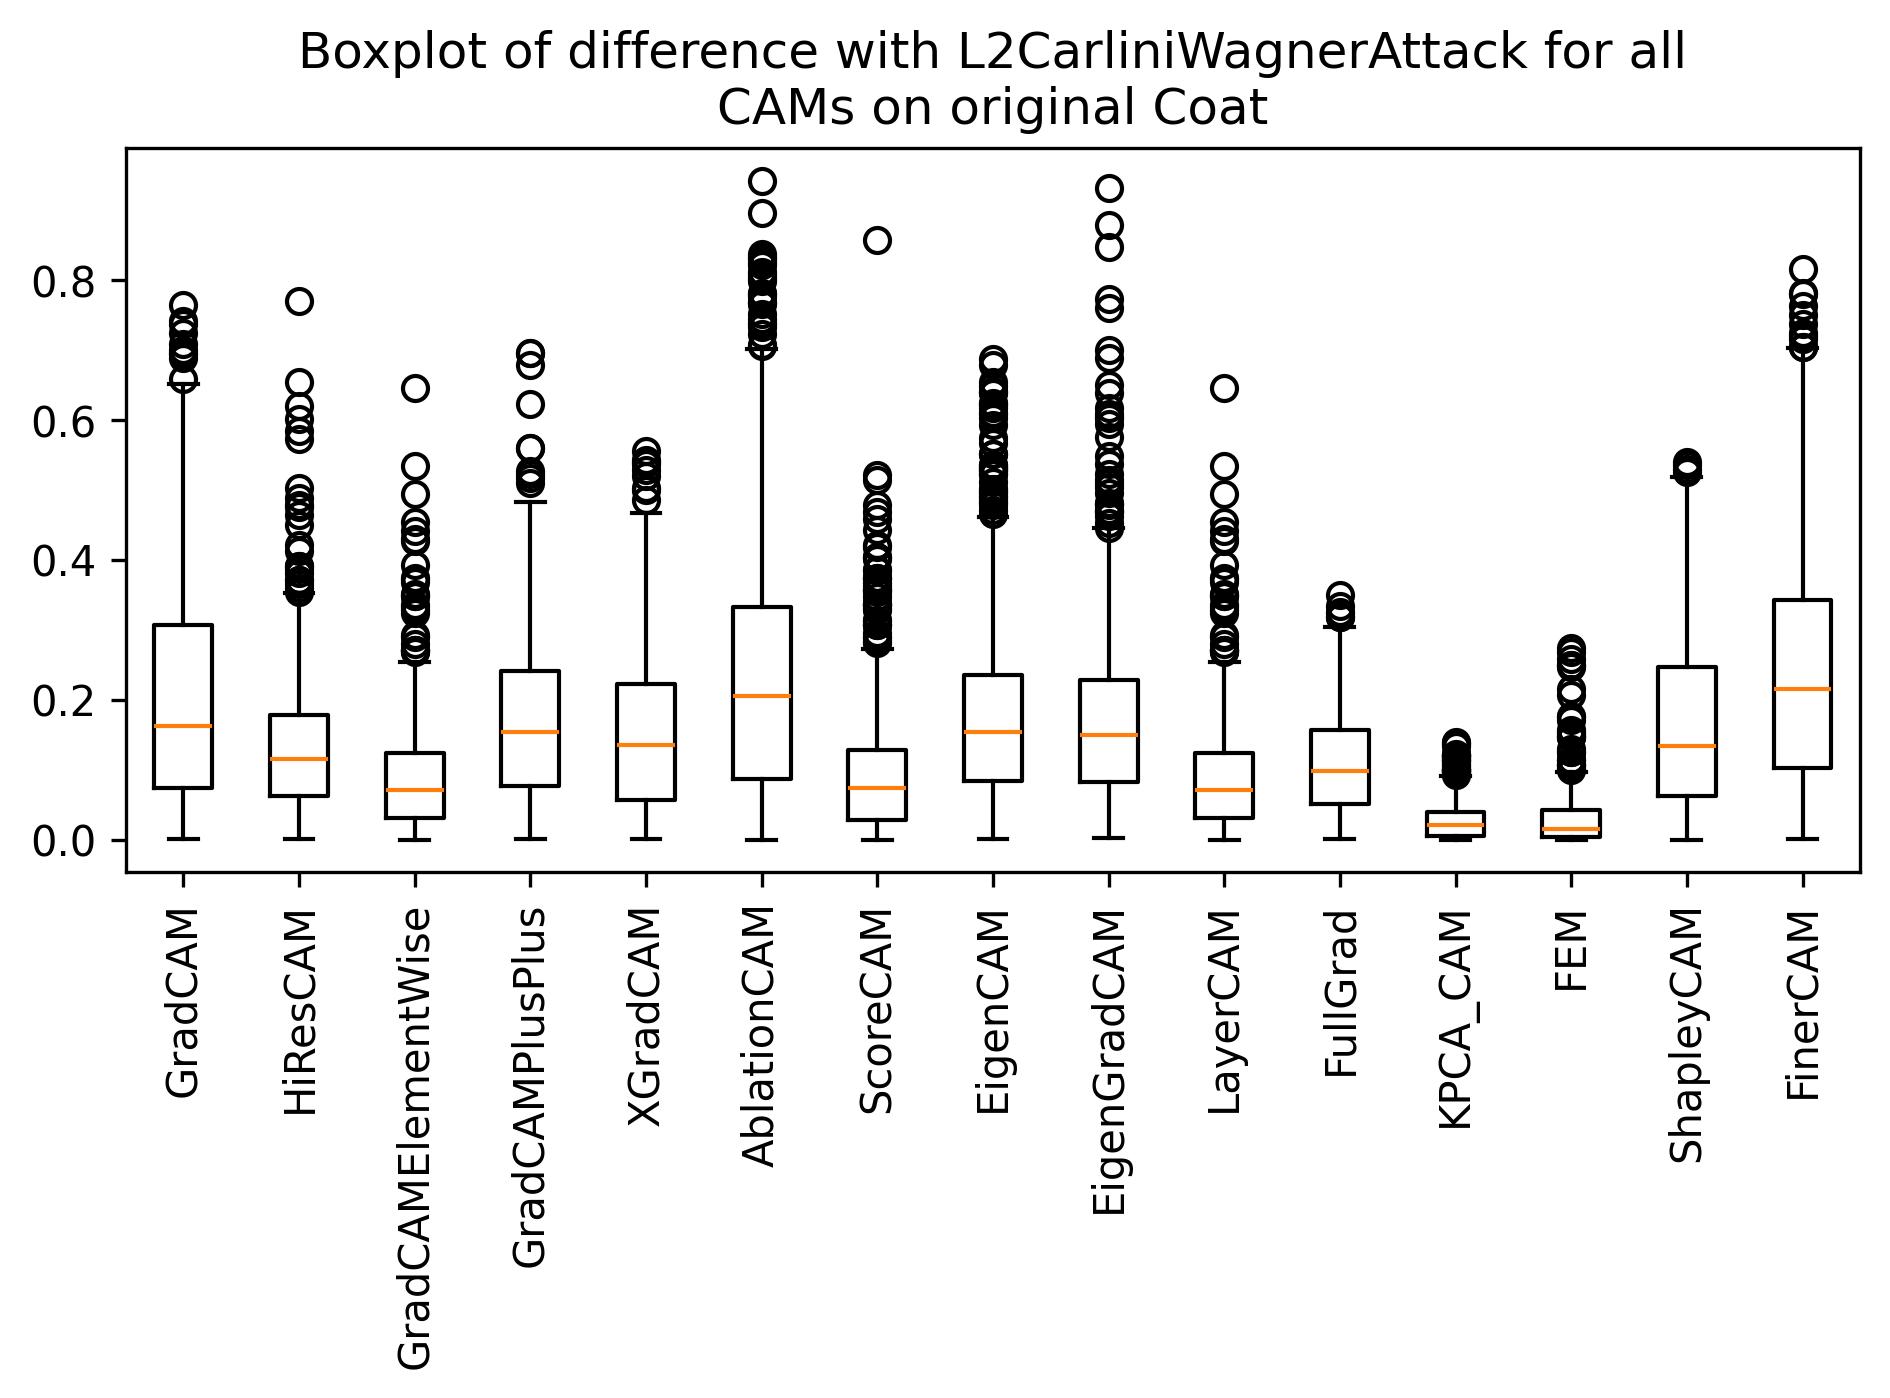 Boxplot of difference with L2CarliniWagnerAttack for all
CAMs on original Coat
0.8
0.6
0.4
0.2
0.0
GradCAM
HiResCAM
GradCAMElementWise
GradCAMPlusPlus
XGradCAM
AblationCAM
ScoreCAM
EigenCAM
EigenGradCAM
LayerCAM
FullGrad
KPCA_CAM
FEM
ShapleyCAM
FinerCAM